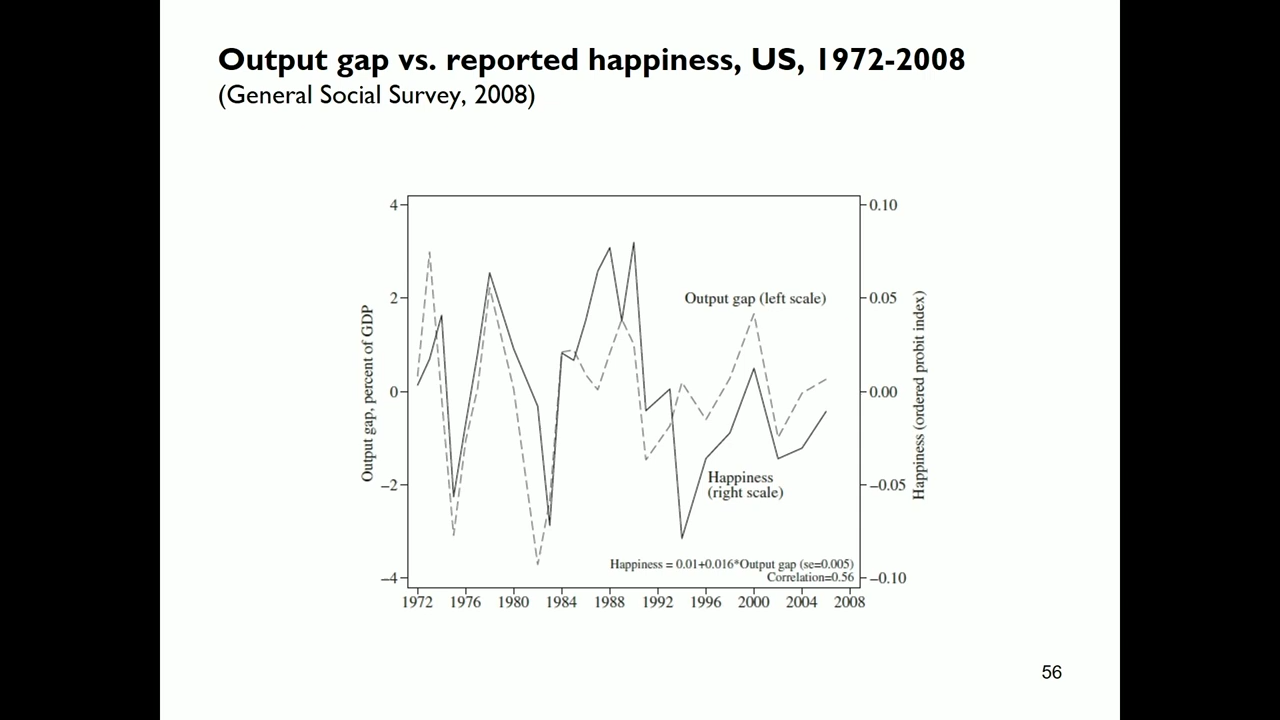 Output gap vs. reported happiness, US, 1972-2008
(General Social Survey, 2008)
4
2
0
−2
−4
Output gap, percent of GDP
0.10
0.05
0.00
−0.05
−0.10
Happiness (ordered probit index)
Output gap (left scale)
Happiness
(right scale)
Happiness = 0.01+0.016*Output gap (se=0.005)
Correlation=0.56
1972 1976 1980 1984 1988 1992 1996 2000 2004 2008
56